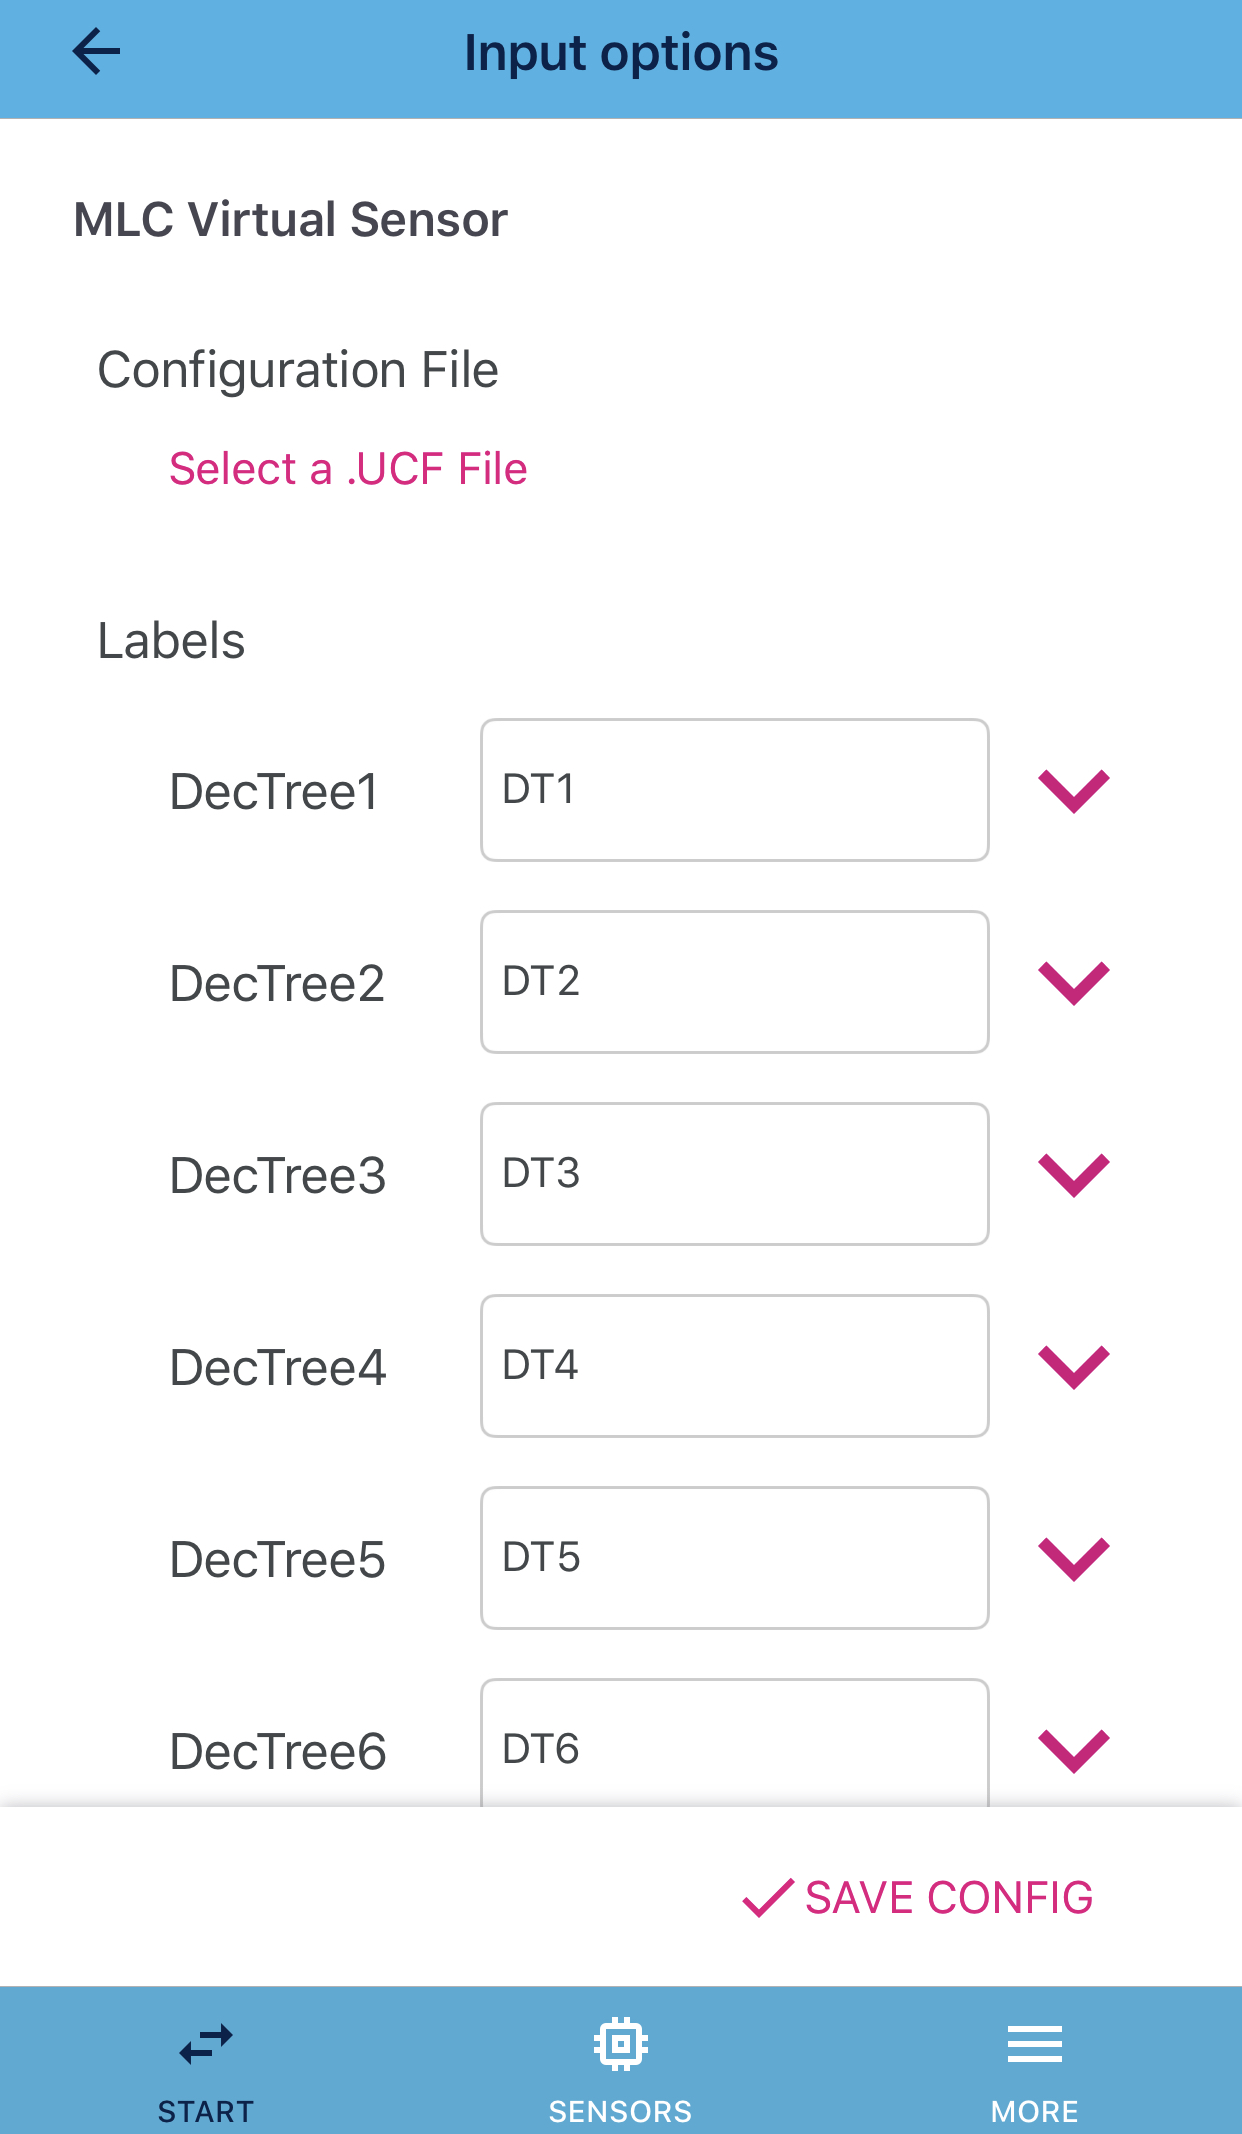 Input options
MLC Virtual Sensor
Configuration File
Select a .UCF File
Labels
DecTree1 DT1
DecTree2 DT2
DecTree3 DT3
DecTree4 DT4
DecTree5 DT5
DecTree6 DT6
SAVE CONFIG
START SENSORS MORE